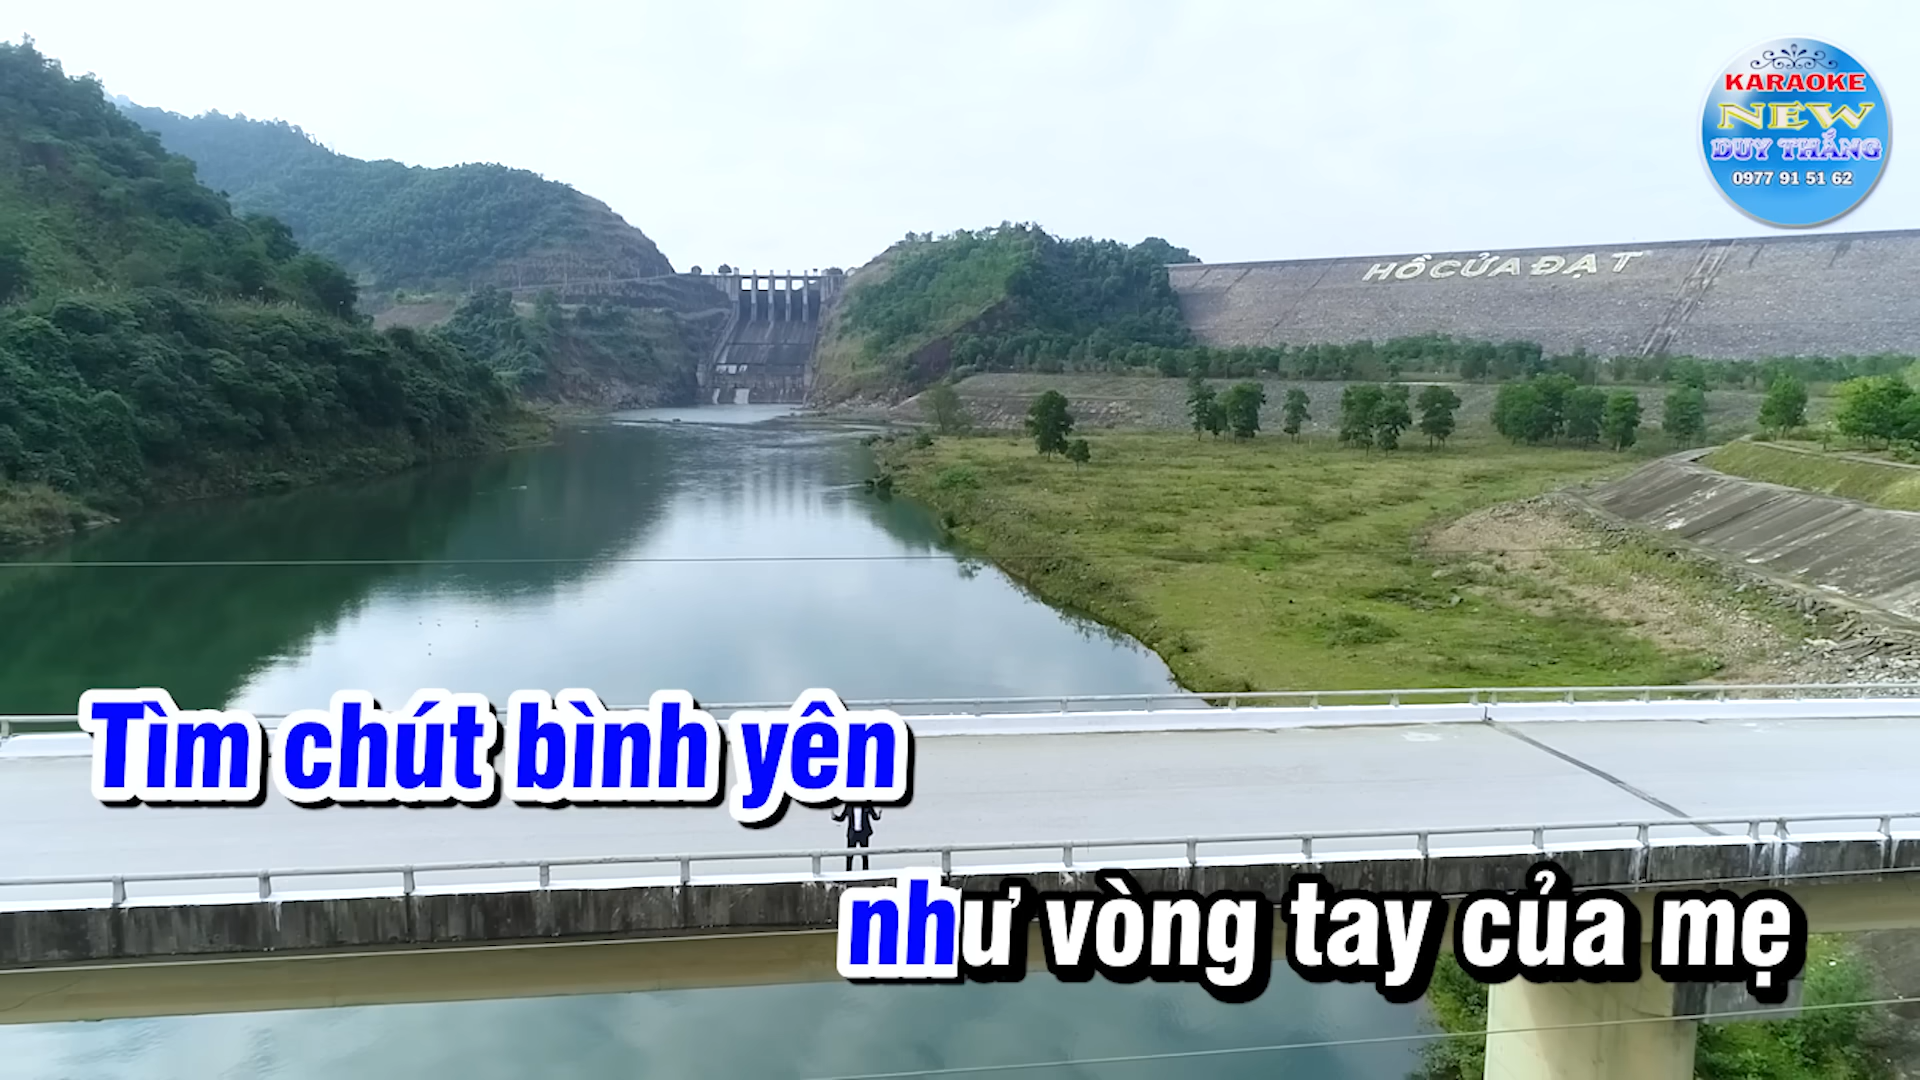 KARAOKE
NEW
DUY THẮNG
0977 91 51 62
HỒ CỬA ĐẠT
Tìm chút bình yên
như vòng tay của mẹ